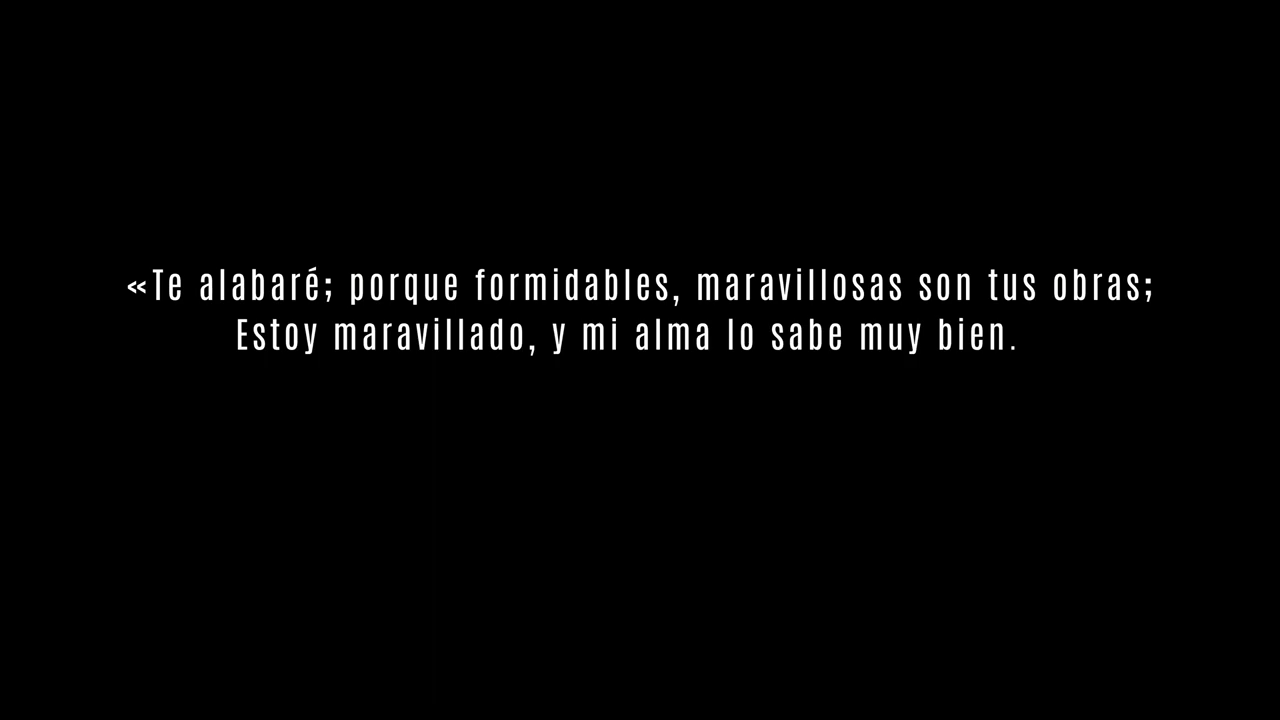 «Te alabaré; porque formidables, maravillosas son tus obras;
Estoy maravillado, y mi alma lo sabe muy bien.